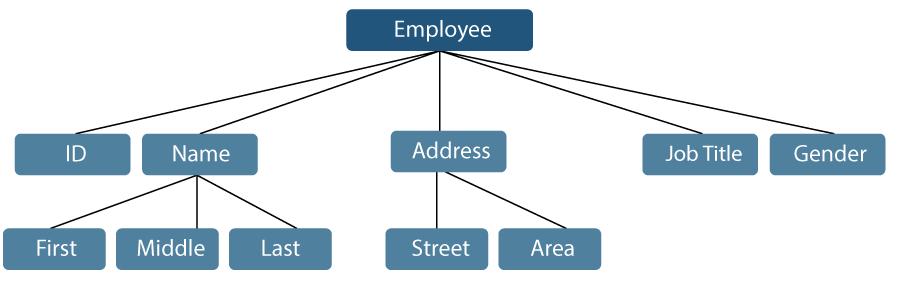 Employee
ID
Name
Address
Job Title
Gender
First
Middle
Last
Street
Area